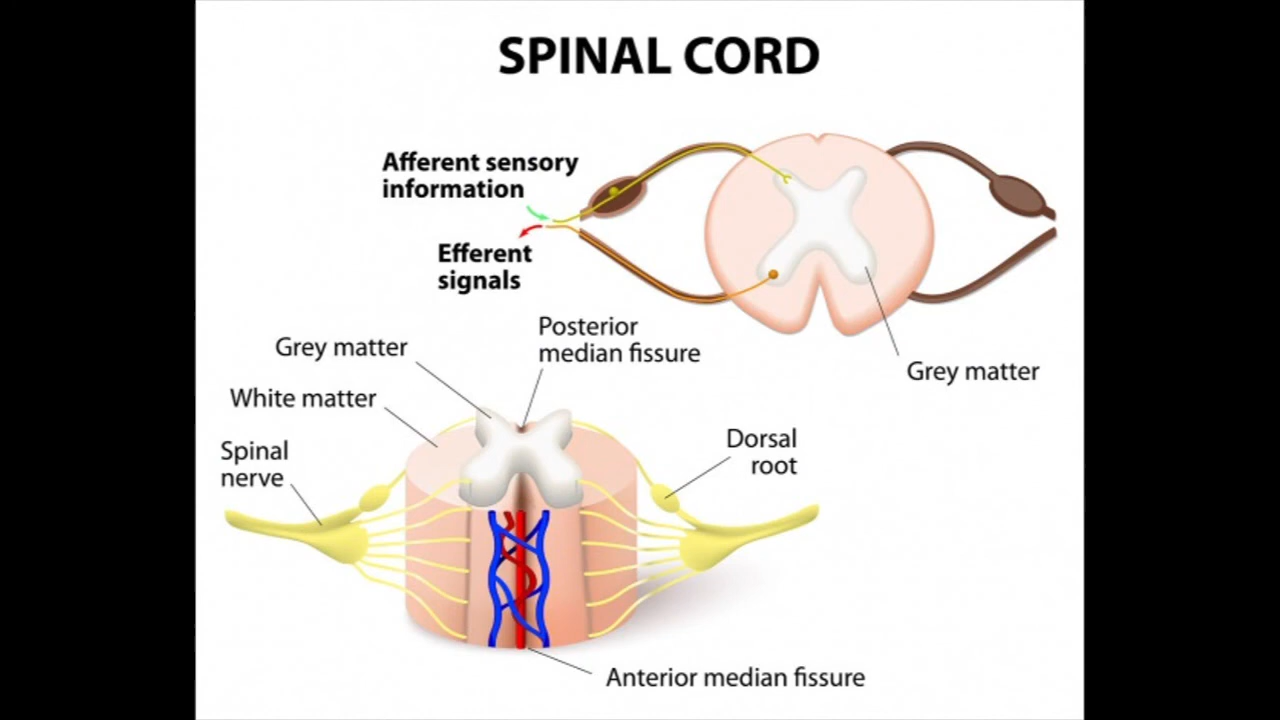 SPINAL CORD
Afferent sensory
information
Efferent
signals
Posterior
median fissure
Grey matter
Grey matter
White matter
Dorsal
root
Spinal
nerve
Anterior median fissure